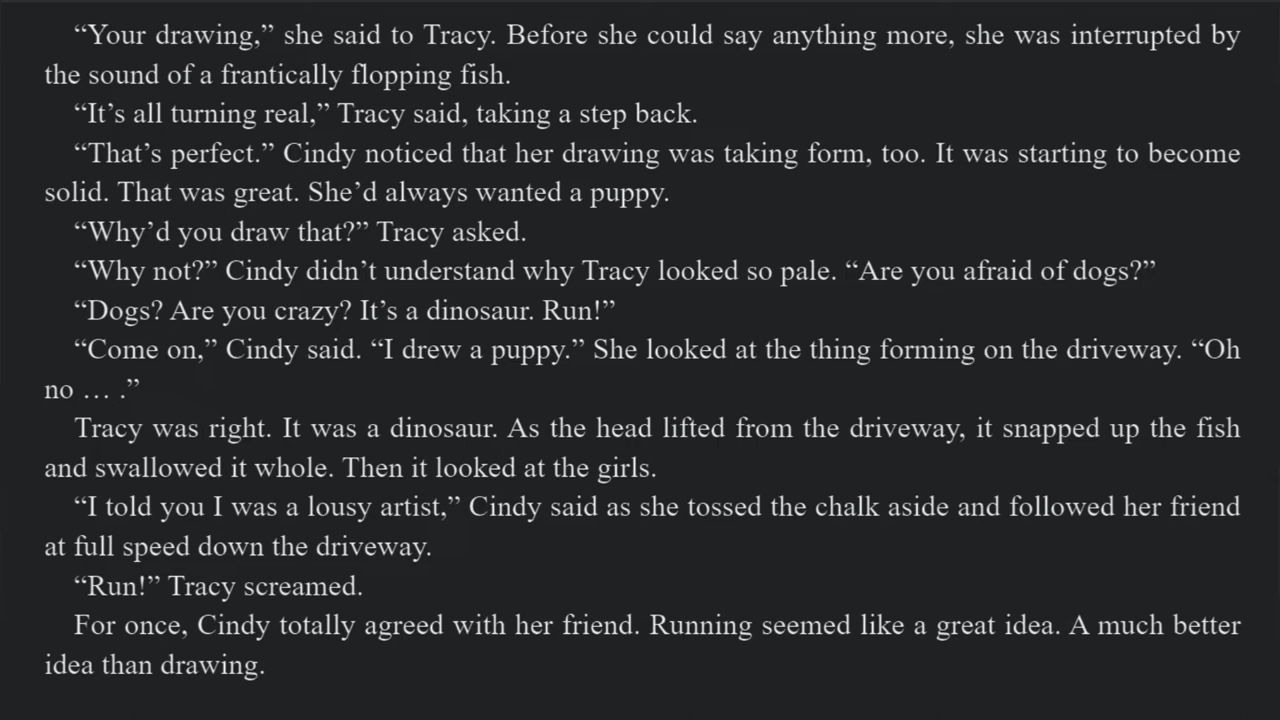 “Your drawing,” she said to Tracy. Before she could say anything more, she was interrupted by
the sound of a frantically flopping fish.
“It’s all turning real,” Tracy said, taking a step back.
“That’s perfect.” Cindy noticed that her drawing was taking form, too. It was starting to become
solid. That was great. She’d always wanted a puppy.
“Why’d you draw that?” Tracy asked.
“Why not?” Cindy didn’t understand why Tracy looked so pale. “Are you afraid of dogs?”
“Dogs? Are you crazy? It’s a dinosaur. Run!”
“Come on,” Cindy said. “I drew a puppy.” She looked at the thing forming on the driveway. “Oh
no … .”
Tracy was right. It was a dinosaur. As the head lifted from the driveway, it snapped up the fish
and swallowed it whole. Then it looked at the girls.
“I told you I was a lousy artist,” Cindy said as she tossed the chalk aside and followed her friend
at full speed down the driveway.
“Run!” Tracy screamed.
For once, Cindy totally agreed with her friend. Running seemed like a great idea. A much better
idea than drawing.